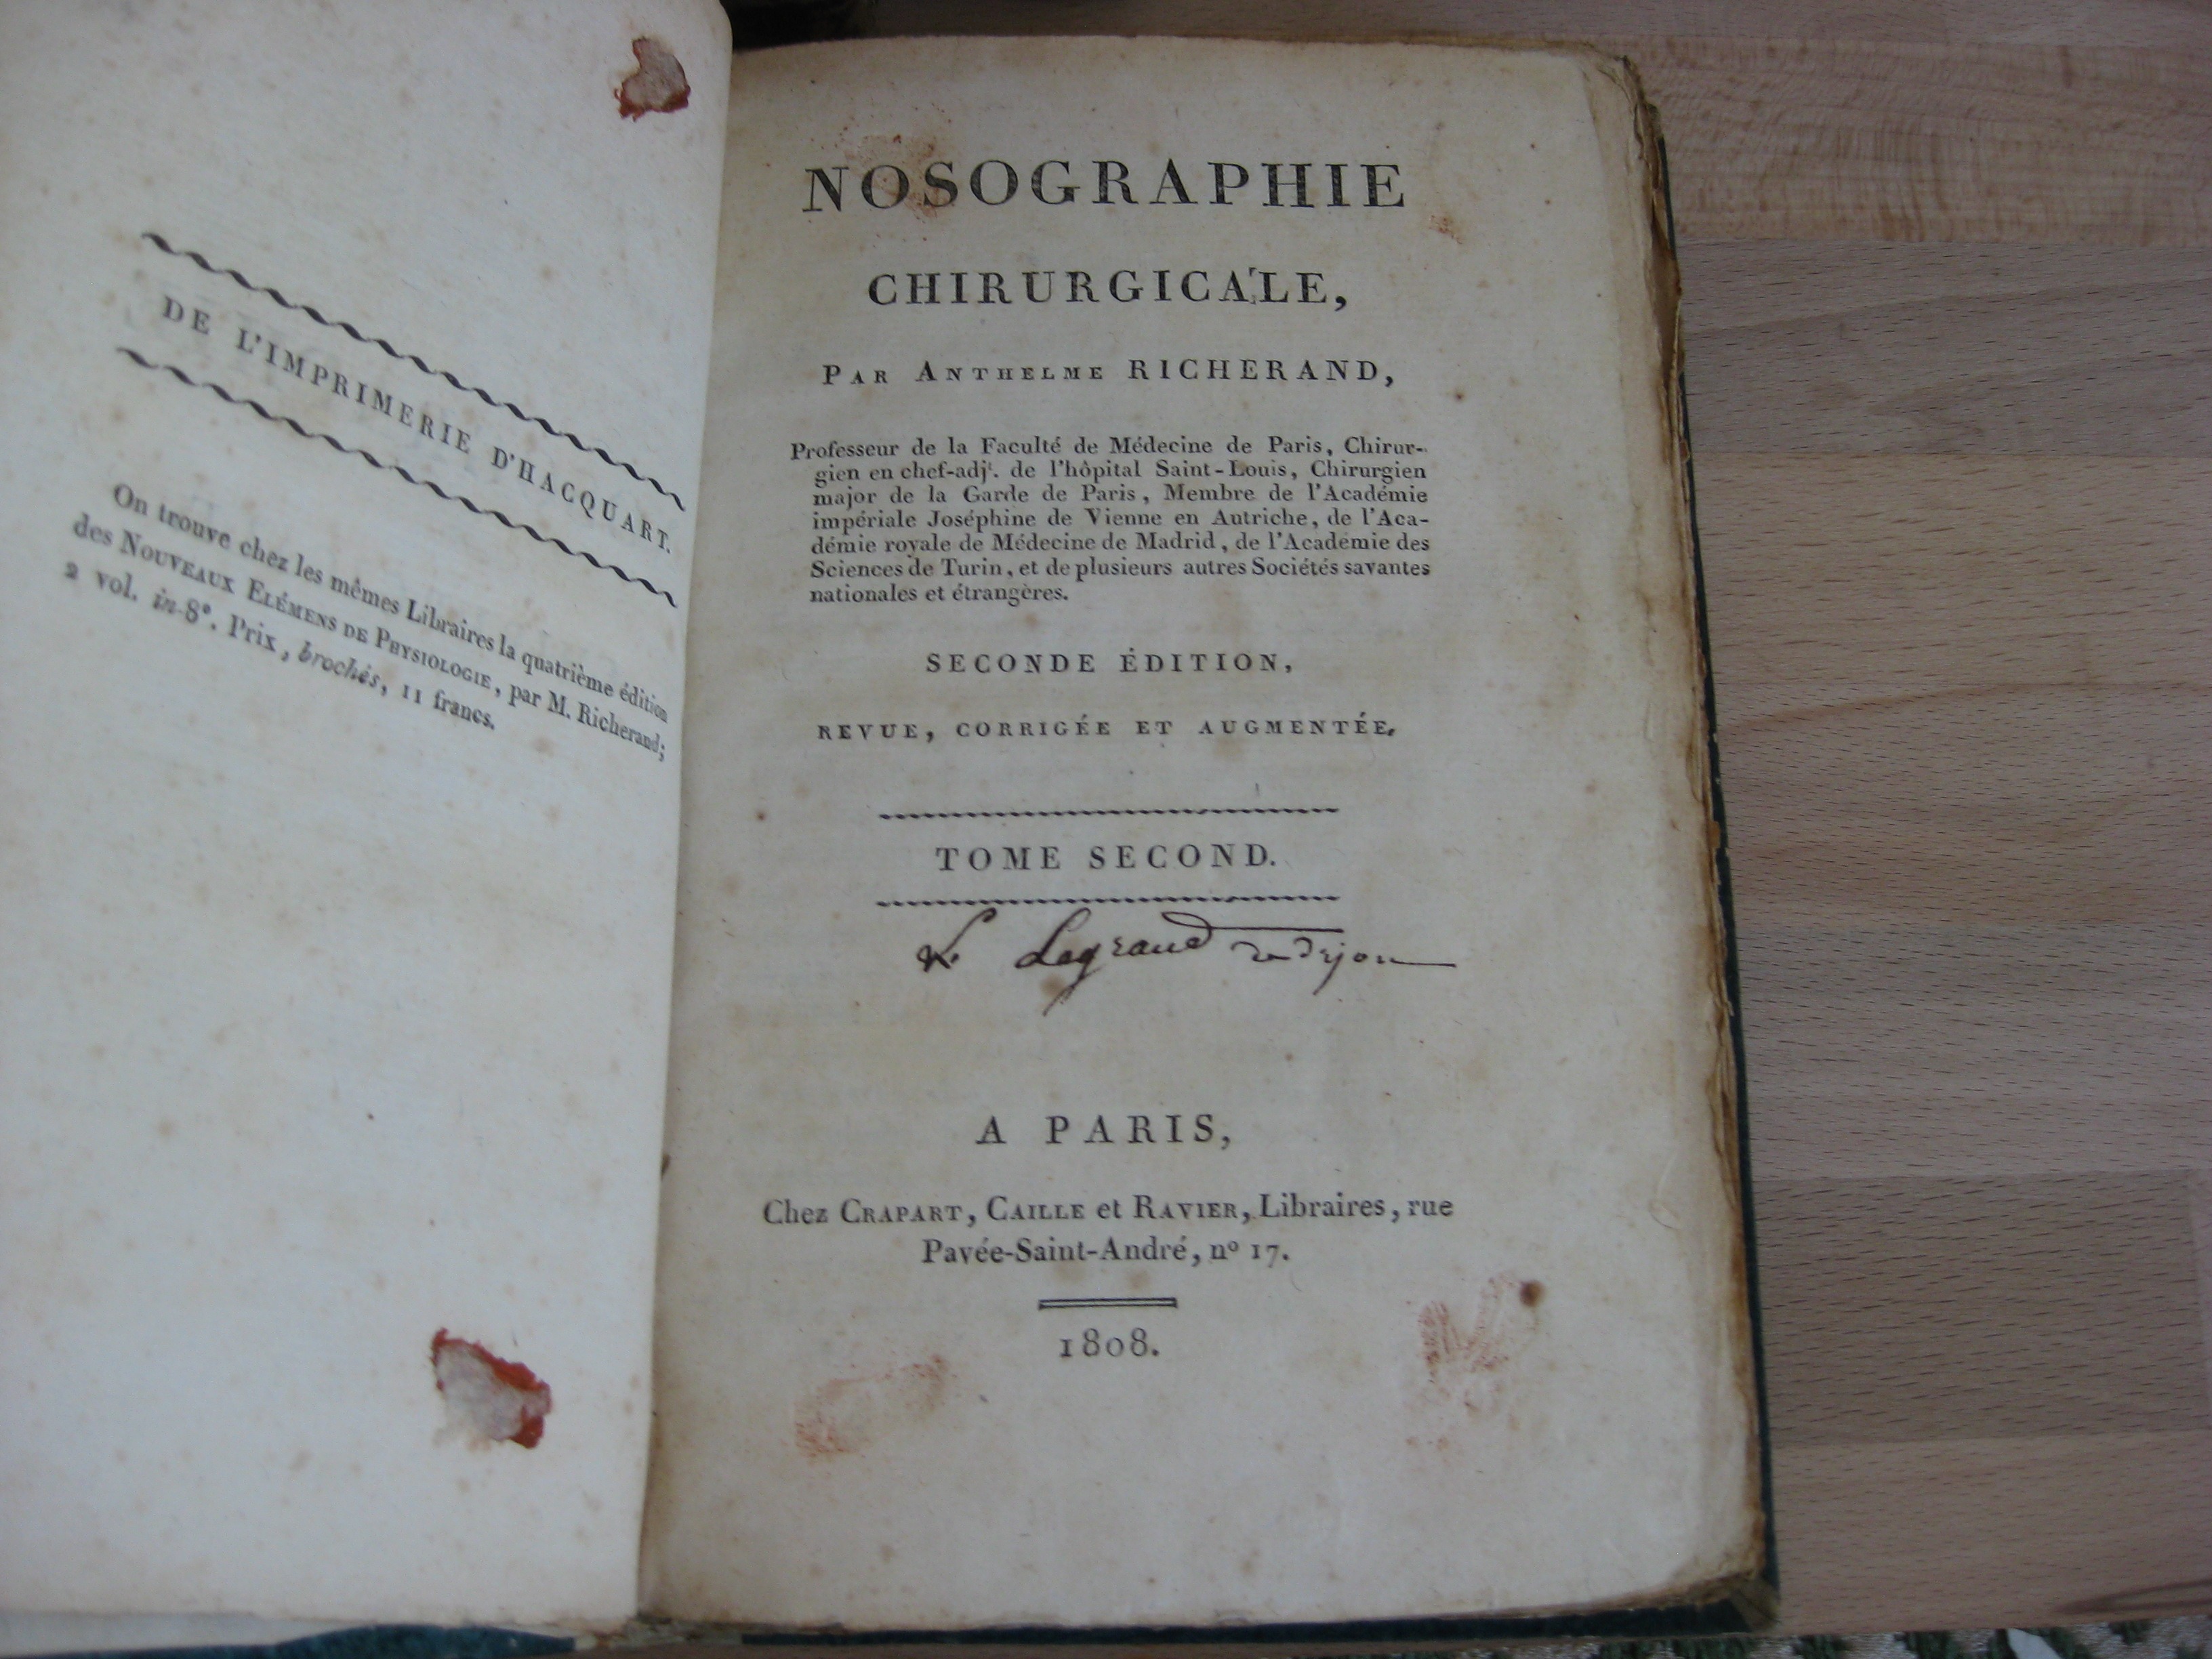 DE L'IMPRIMERIE D'HACQUART.
On trouve chez les mêmes Libraires la quatrième édition
des NOUVEAUX ELÉMENS DE PHYSIOLOGIE, par M. Richerand;
2 vol. in-8°. Prix, brochés, 11 francs.
NOSOGRAPHIE
CHIRURGICALE,
PAR ANTHELME RICHERAND,
Professeur de la Faculté de Médecine de Paris, Chirur-
gien en chef-adjt. de l'hôpital Saint-Louis, Chirurgien
major de la Garde de Paris, Membre de l'Académie
impériale Joséphine de Vienne en Autriche, de l'Aca-
démie royale de Médecine de Madrid, de l'Académie des
Sciences de Turin, et de plusieurs autres Sociétés savantes
nationales et étrangères.
SECONDE ÉDITION,
REVUE, CORRIGÉE ET AUGMENTÉE.
TOME SECOND.
Legrand
A PARIS,
Chez CRAPART, CAILLE et RAVIER, Libraires, rue
Pavée-Saint-André, nº 17.
1808.